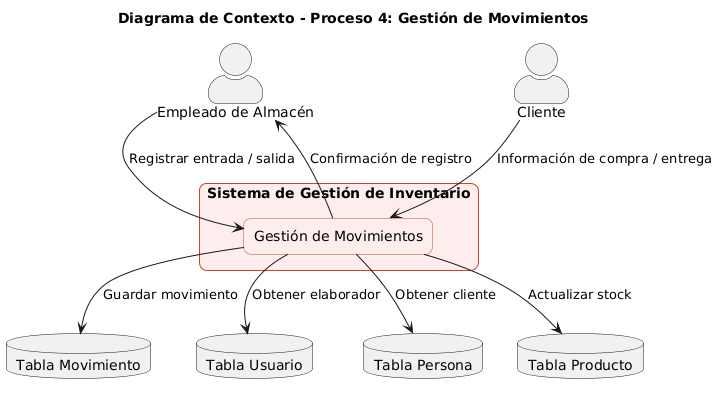 Diagrama de Contexto - Proceso 4: Gestión de Movimientos
Empleado de Almacén
Cliente
Registrar entrada / salida
Confirmación de registro
Información de compra / entrega
Sistema de Gestión de Inventario
Gestión de Movimientos
Guardar movimiento
Obtener elaborador
Obtener cliente
Actualizar stock
Tabla Movimiento
Tabla Usuario
Tabla Persona
Tabla Producto